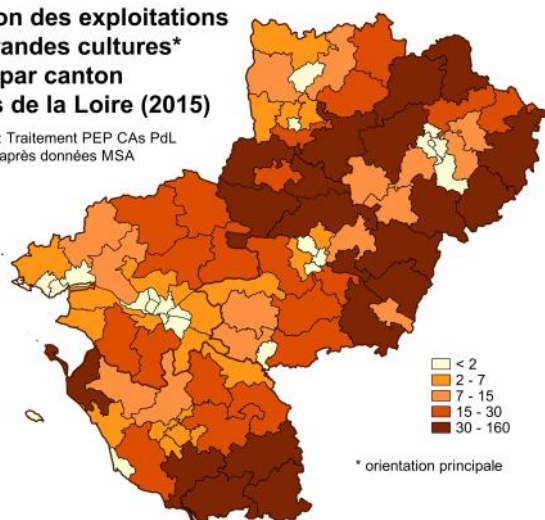 on des exploitations
andes cultures*
par canton
s de la Loire (2015)
: Traitement PEP CAs PdL
après données MSA
< 2
2 - 7
7 - 15
15 - 30
30 - 160
* orientation principale